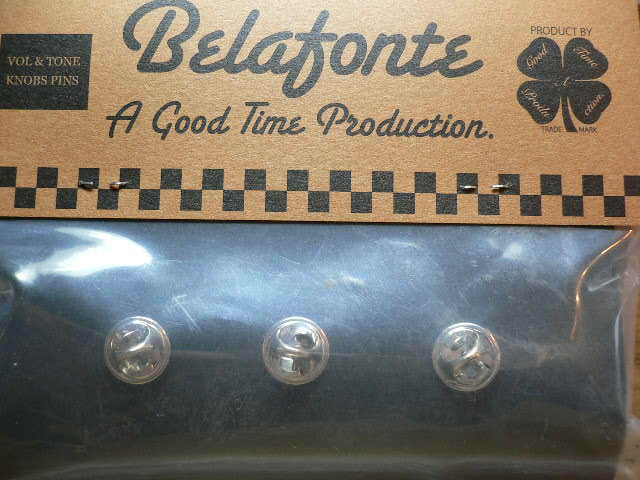 VOL & TONE
KNOBS PINS
Belafonte
A Good Time Production.
PRODUCT BY
Good Time
A
Produ ction
TRADE MARK